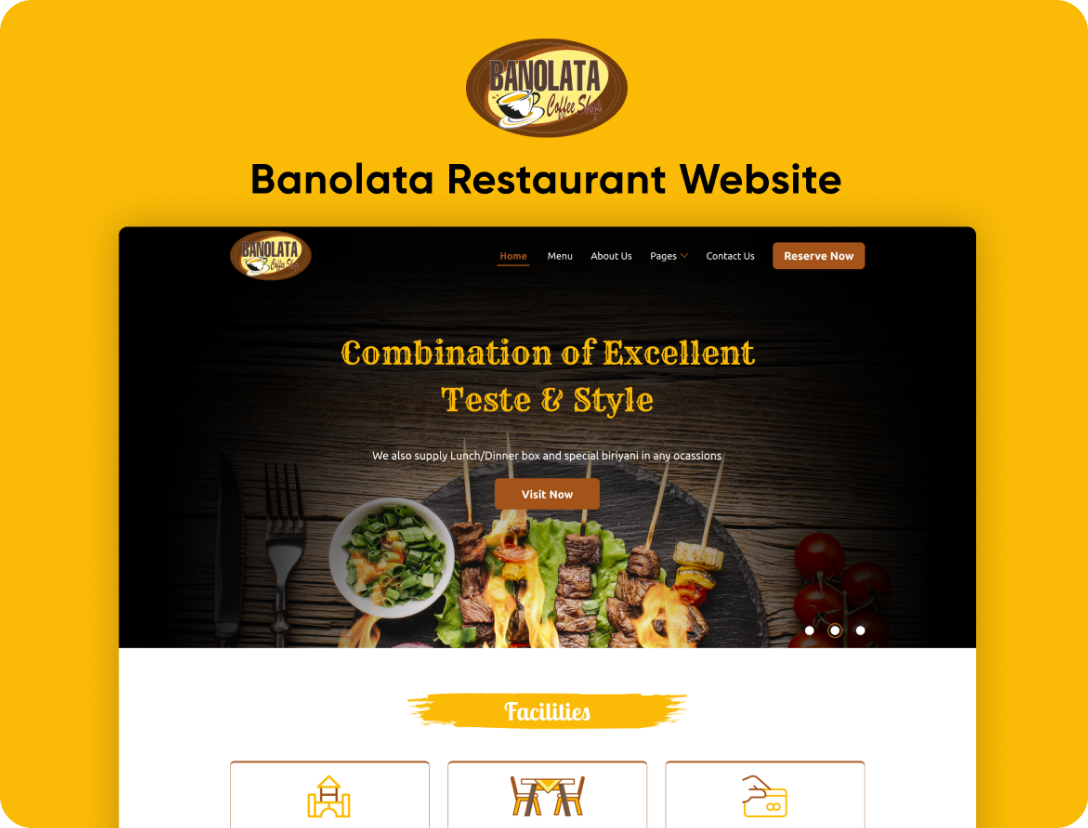 BANOLATA
Coffee Shop
Banolata Restaurant Website
BANOLATA
Coffee Shop
Home Menu About Us Pages Contact Us Reserve Now
Combination of Excellent
Teste & Style
We also supply Lunch/Dinner box and special biriyani in any ocassions
Visit Now
Facilities